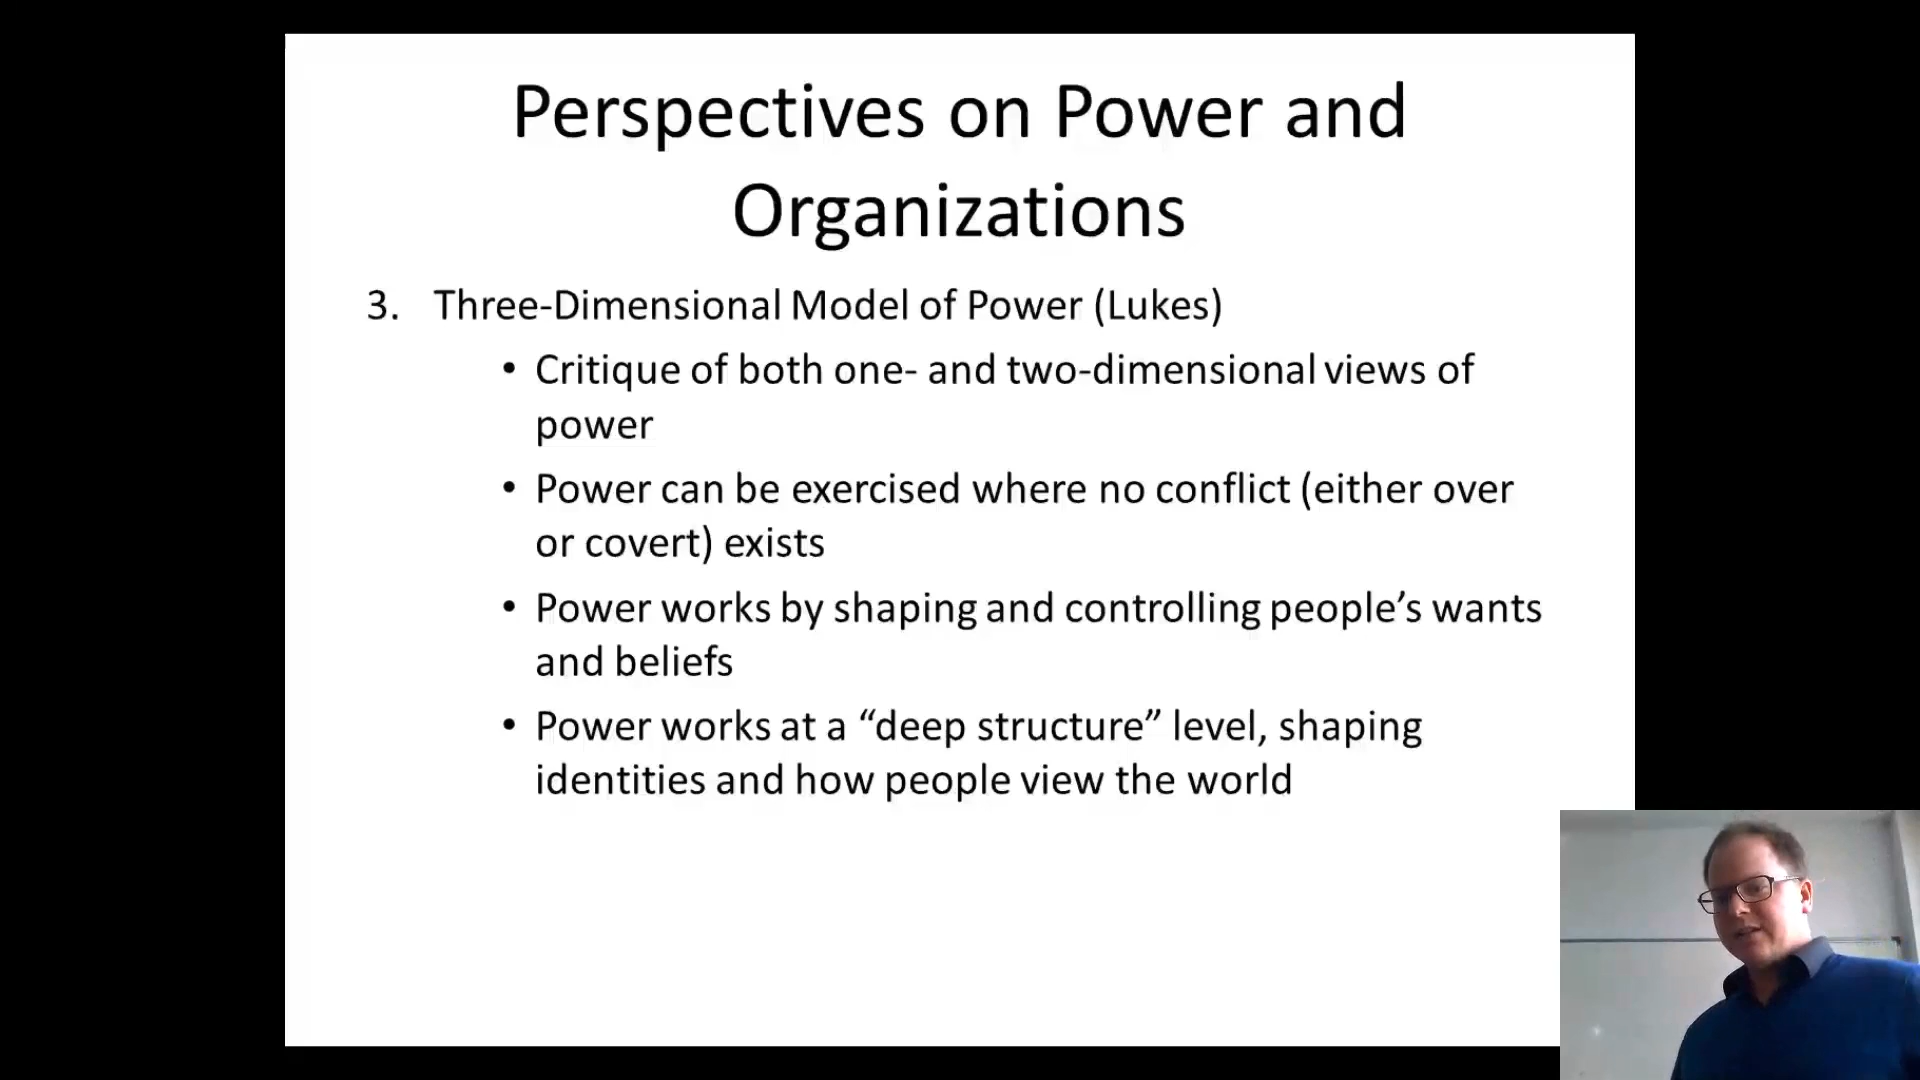 Perspectives on Power and
Organizations
3. Three-Dimensional Model of Power (Lukes)
• Critique of both one- and two-dimensional views of
power
• Power can be exercised where no conflict (either over
or covert) exists
• Power works by shaping and controlling people’s wants
and beliefs
• Power works at a “deep structure” level, shaping
identities and how people view the world